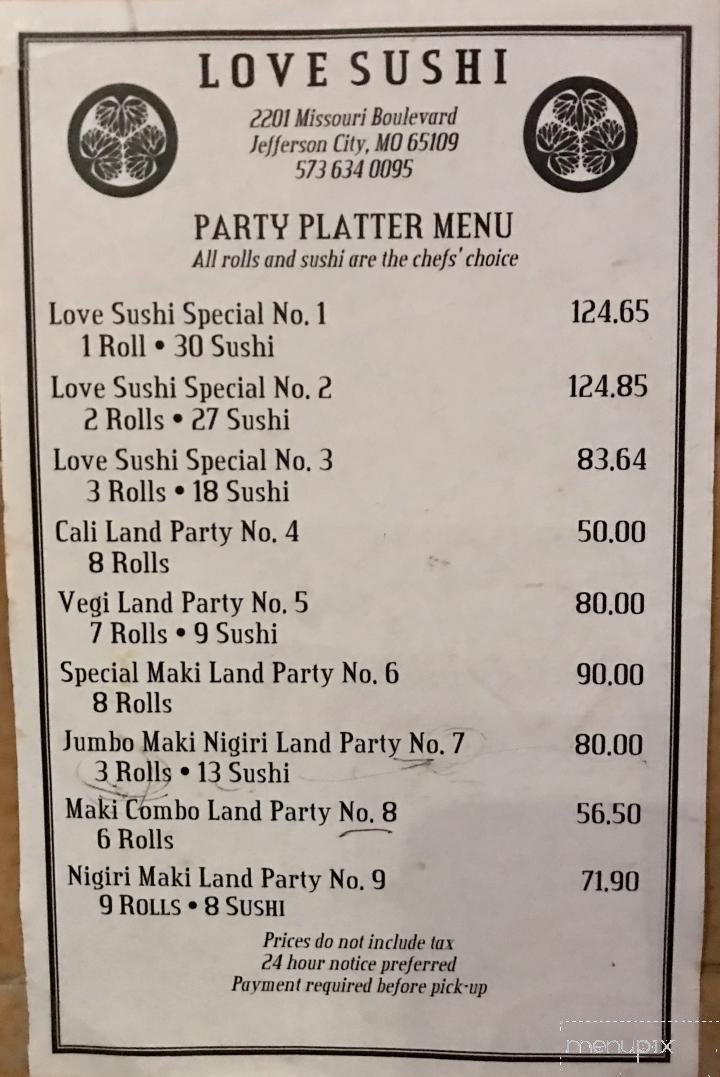 LOVE SUSHI
2201 Missouri Boulevard
Jefferson City, MO 65109
573 634 0095
PARTY PLATTER MENU
All rolls and sushi are the chefs' choice
Love Sushi Special No. 1 124.65
1 Roll • 30 Sushi
Love Sushi Special No. 2 124.85
2 Rolls • 27 Sushi
Love Sushi Special No. 3 83.64
3 Rolls • 18 Sushi
Cali Land Party No. 4 50.00
8 Rolls
Vegi Land Party No. 5 80.00
7 Rolls • 9 Sushi
Special Maki Land Party No. 6 90.00
8 Rolls
Jumbo Maki Nigiri Land Party No. 7 80.00
3 Rolls • 13 Sushi
Maki Combo Land Party No. 8 56.50
6 Rolls
Nigiri Maki Land Party No. 9 71.90
9 ROLLS • 8 SUSHI
Prices do not include tax
24 hour notice preferred
Payment required before pick-up
menupix